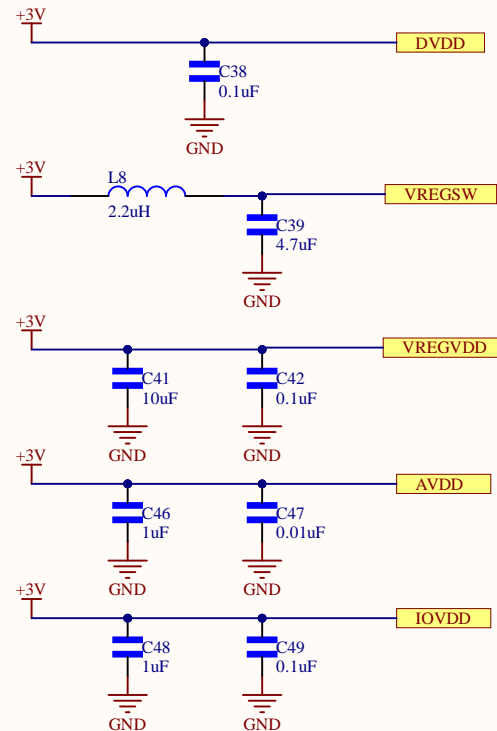 +3V
DVDD
C38
0.1uF
GND
+3V
L8
2.2uH
VREGSW
C39
4.7uF
GND
+3V
VREGVDD
C41
10uF
C42
0.1uF
GND
GND
+3V
AVDD
C46
1uF
C47
0.01uF
GND
GND
+3V
IOVDD
C48
1uF
C49
0.1uF
GND
GND